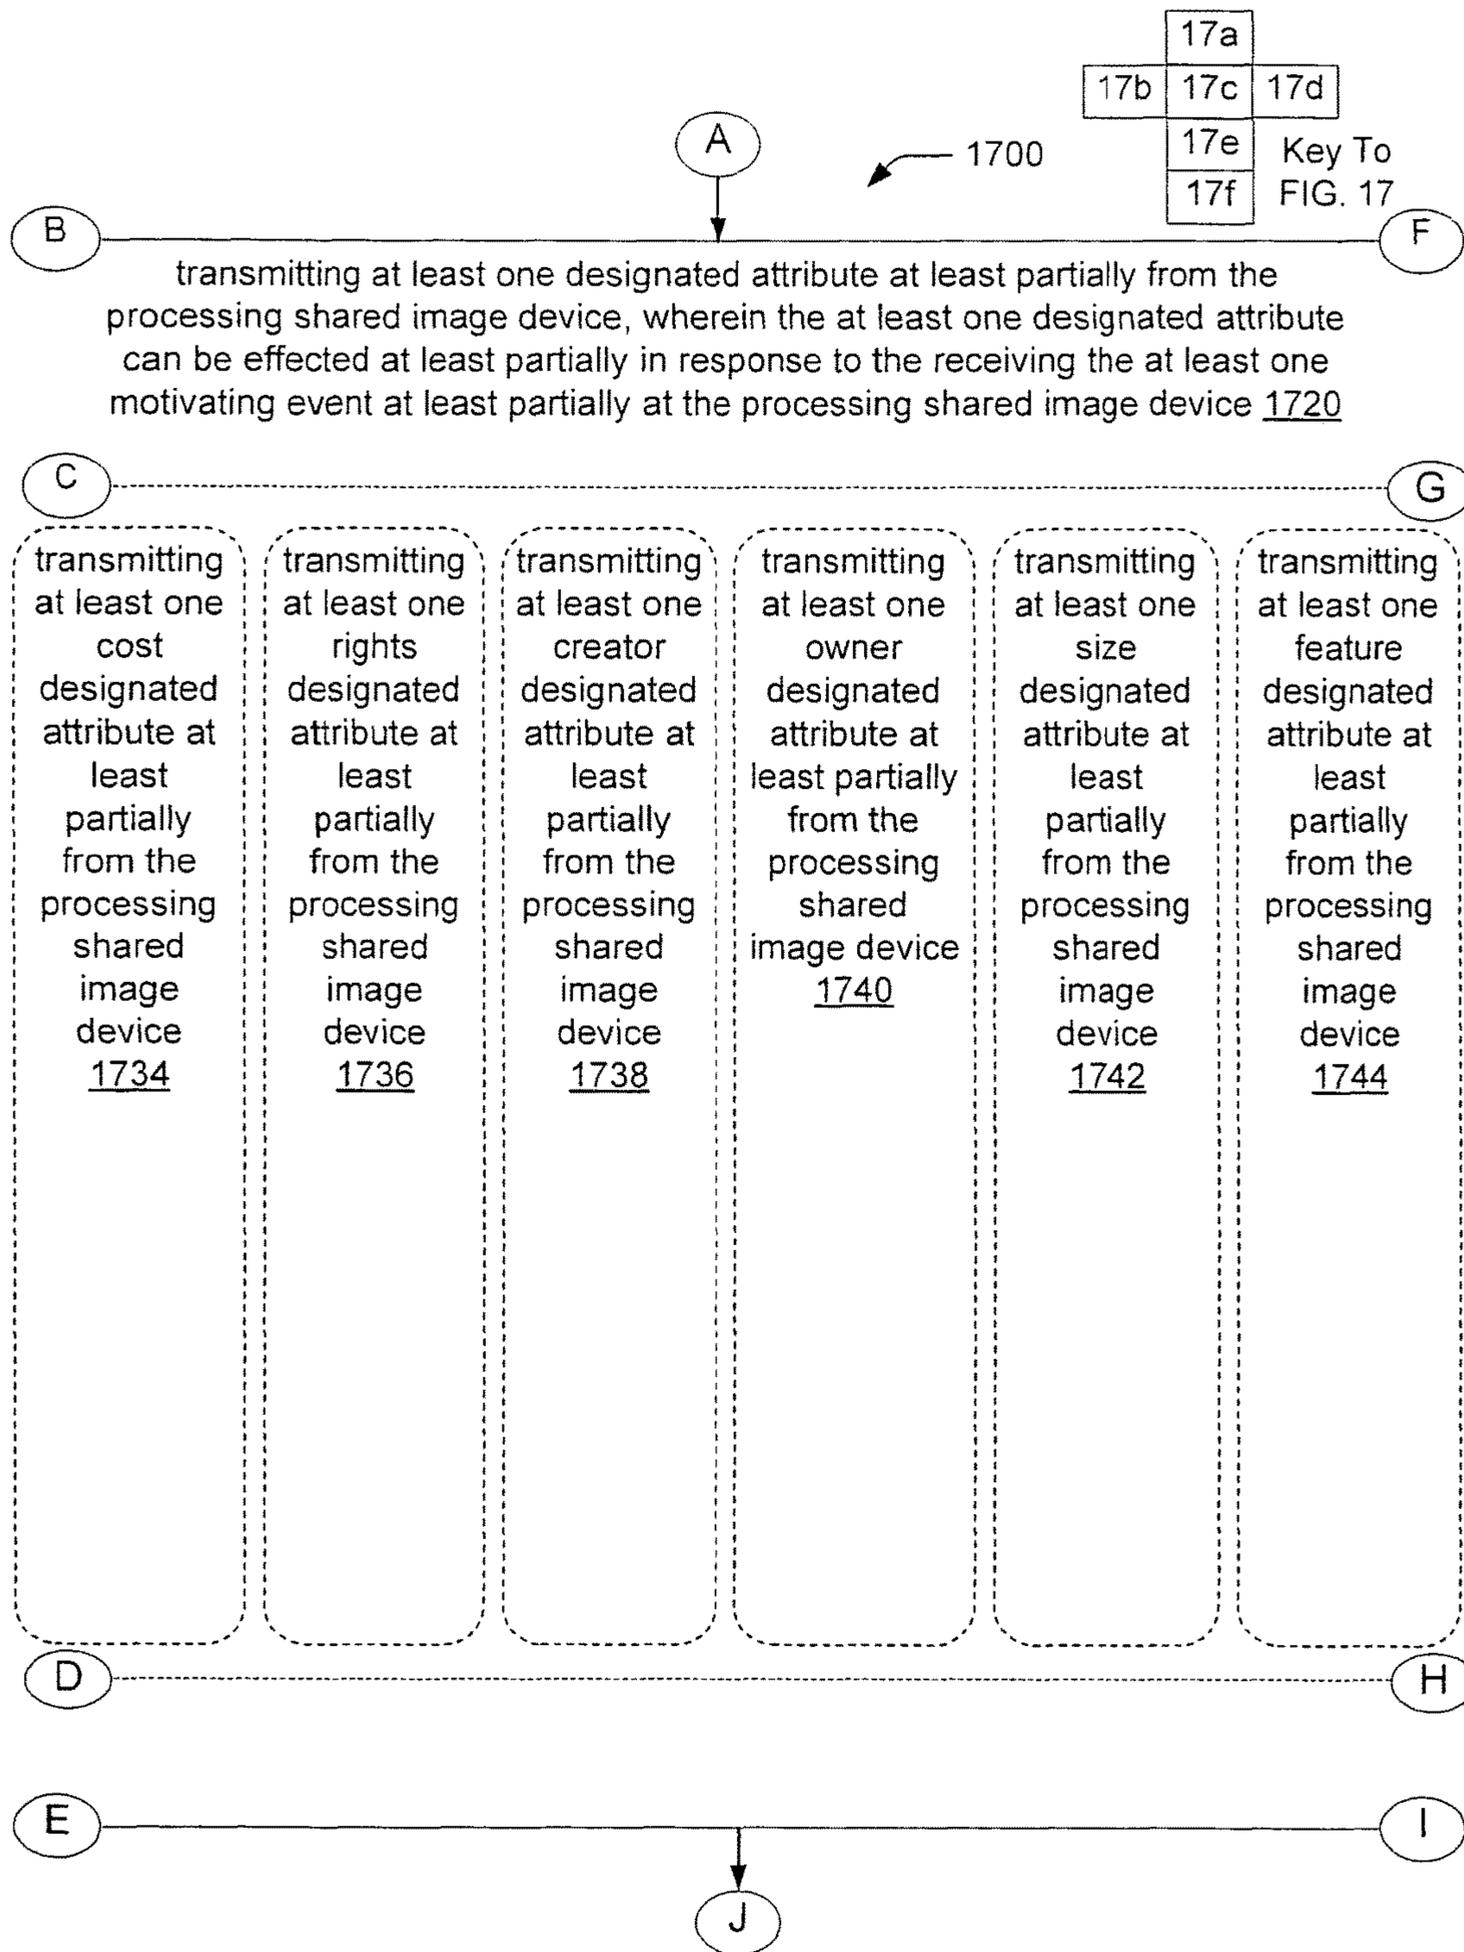 17a
17b 17c 17d
17e
17f
Key To
FIG. 17
A
1700
B
F
transmitting at least one designated attribute at least partially from the
processing shared image device, wherein the at least one designated attribute
can be effected at least partially in response to the receiving the at least one
motivating event at least partially at the processing shared image device 1720
C
G
transmitting
at least one
cost
designated
attribute at
least
partially
from the
processing
shared
image
device
1734
transmitting
at least one
rights
designated
attribute at
least
partially
from the
processing
shared
image
device
1736
transmitting
at least one
creator
designated
attribute at
least
partially
from the
processing
shared
image
device
1738
transmitting
at least one
owner
designated
attribute at
least partially
from the
processing
shared
image device
1740
transmitting
at least one
size
designated
attribute at
least
partially
from the
processing
shared
image
device
1742
transmitting
at least one
feature
designated
attribute at
least
partially
from the
processing
shared
image
device
1744
D
H
E
I
J